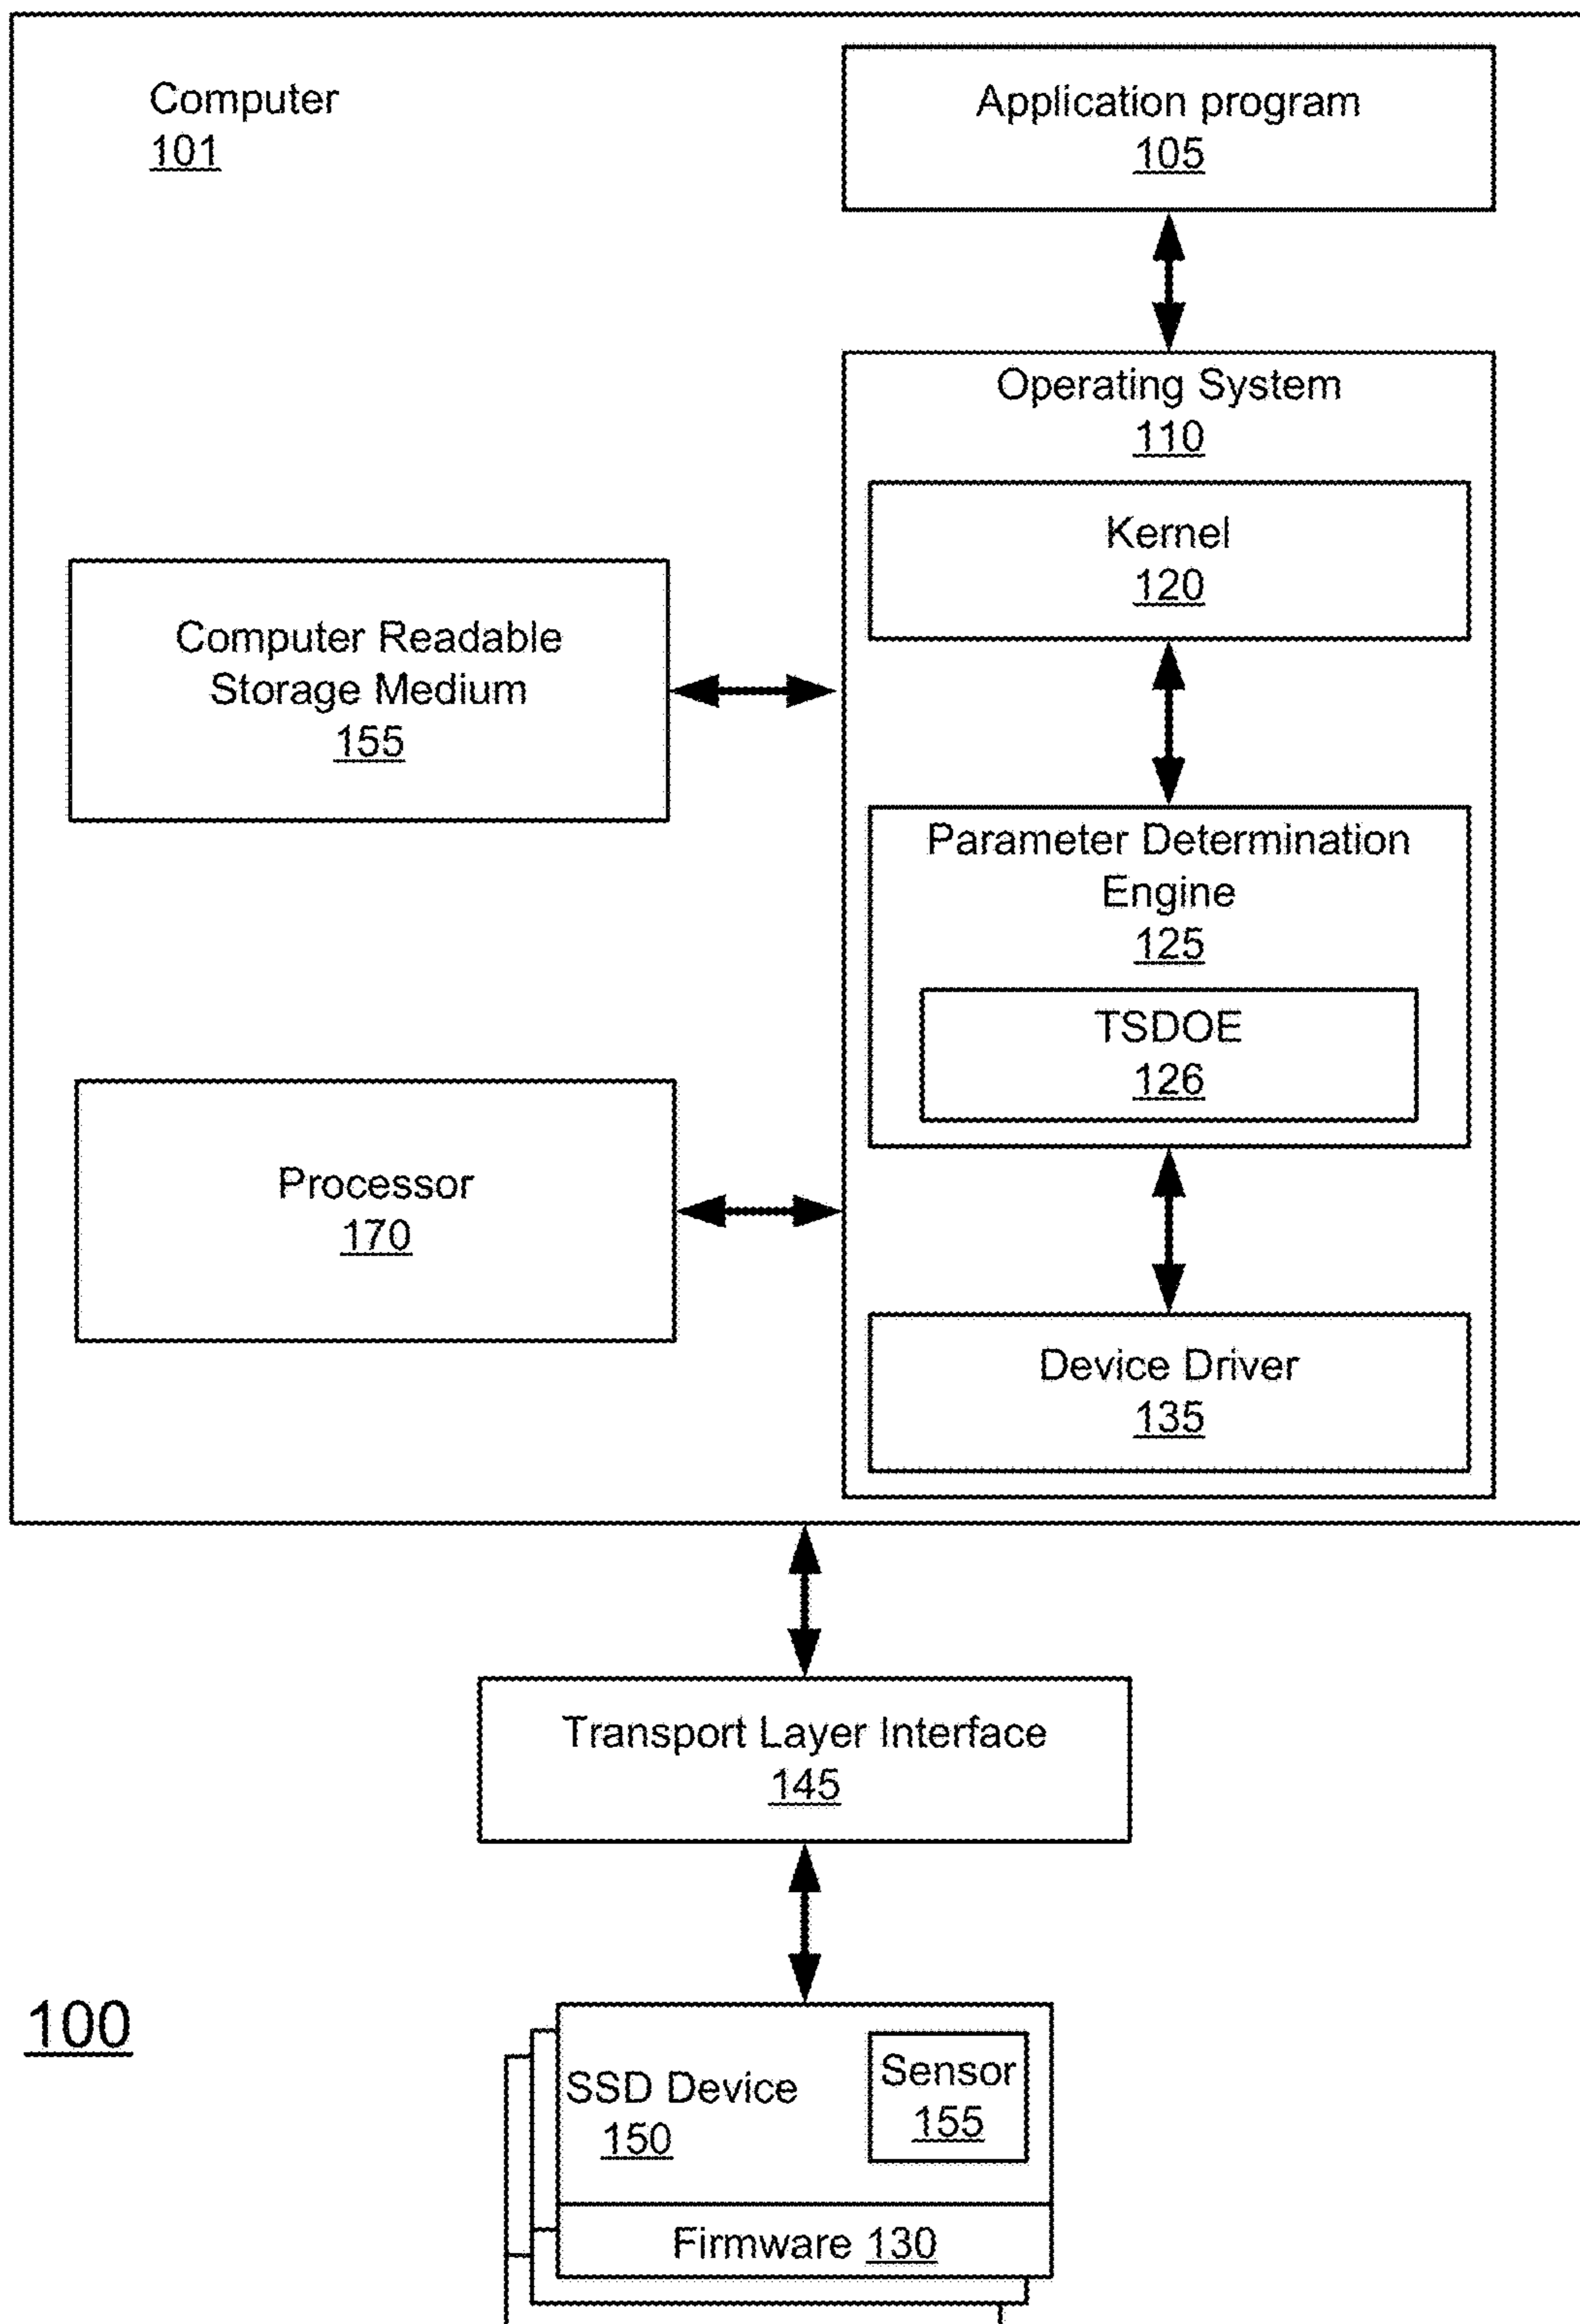 Computer
101
Application program
105
Operating System
110
Kernel
120
Computer Readable
Storage Medium
155
Parameter Determination
Engine
125
TSDOE
126
Processor
170
Device Driver
135
Transport Layer Interface
145
100
SSD Device
150
Sensor
155
Firmware 130